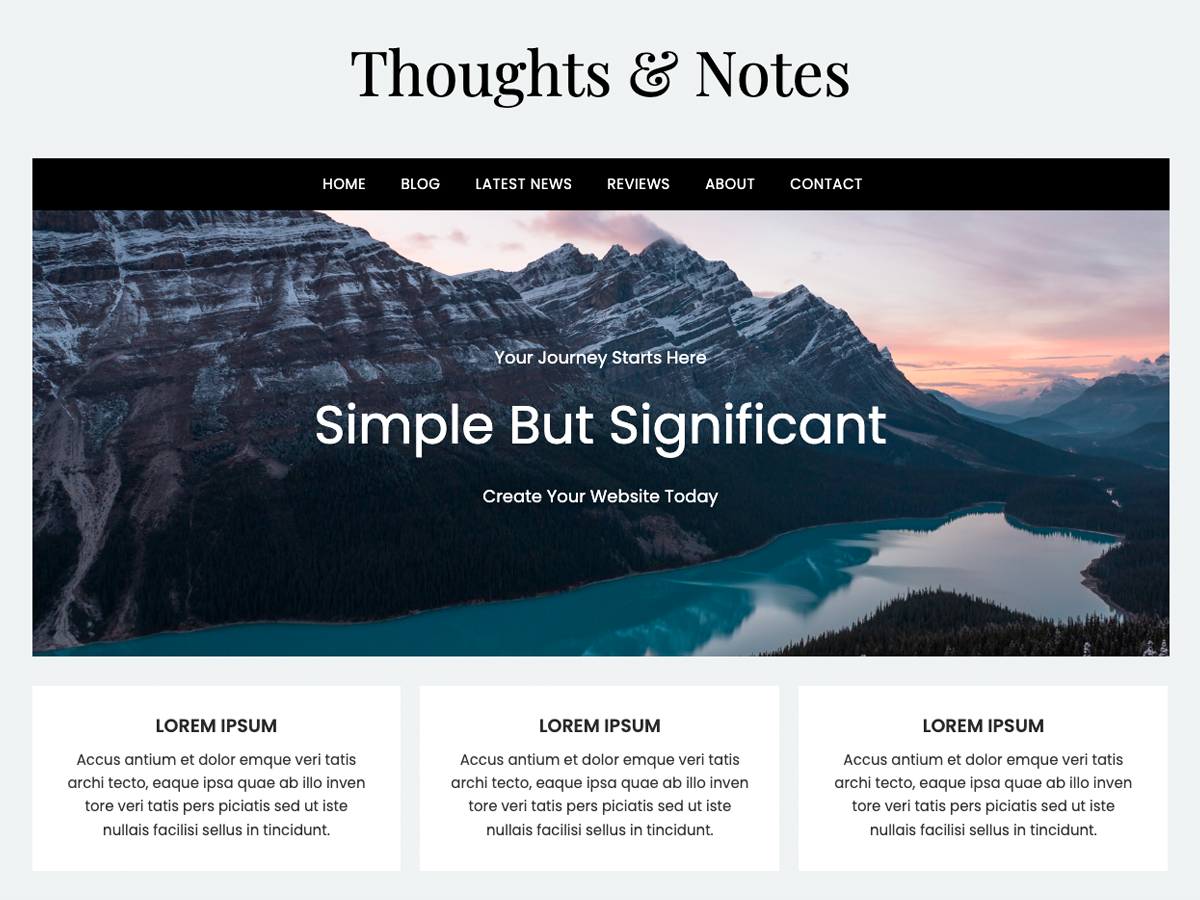 Thoughts & Notes
HOME BLOG LATEST NEWS REVIEWS ABOUT CONTACT
Your Journey Starts Here
Simple But Significant
Create Your Website Today
LOREM IPSUM
Accus antium et dolor emque veri tatis
archi tecto, eaque ipsa quae ab illo inven
tore veri tatis pers piciatis sed ut iste
nullais facilisi sellus in tincidunt.
LOREM IPSUM
Accus antium et dolor emque veri tatis
archi tecto, eaque ipsa quae ab illo inven
tore veri tatis pers piciatis sed ut iste
nullais facilisi sellus in tincidunt.
LOREM IPSUM
Accus antium et dolor emque veri tatis
archi tecto, eaque ipsa quae ab illo inven
tore veri tatis pers piciatis sed ut iste
nullais facilisi sellus in tincidunt.